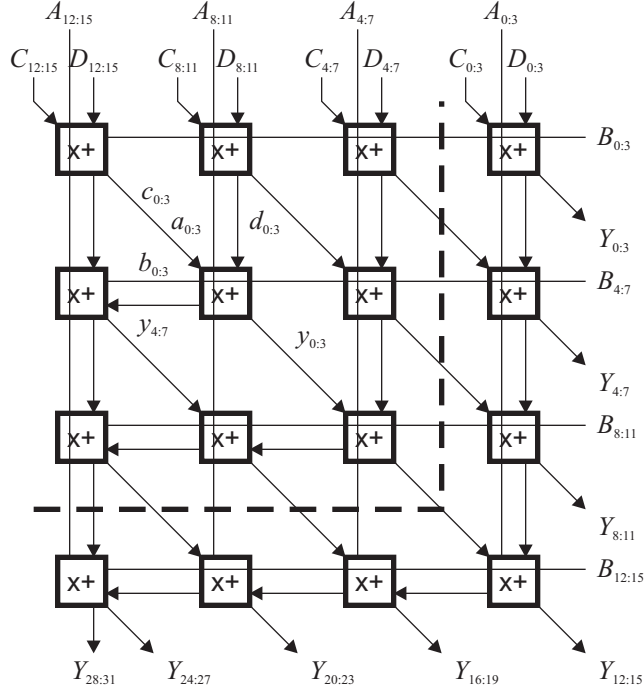 A12:15 A8:11 A4:7 A0:3
C12:15 D12:15 C8:11 D8:11 C4:7 D4:7 C0:3 D0:3
x+ x+ x+ x+ B0:3
c0:3
a0:3 d0:3
Y0:3
b0:3
x+ x+ x+ x+ B4:7
y4:7 y0:3
Y4:7
x+ x+ x+ x+ B8:11
Y8:11
x+ x+ x+ x+ B12:15
Y28:31 Y24:27 Y20:23 Y16:19 Y12:15